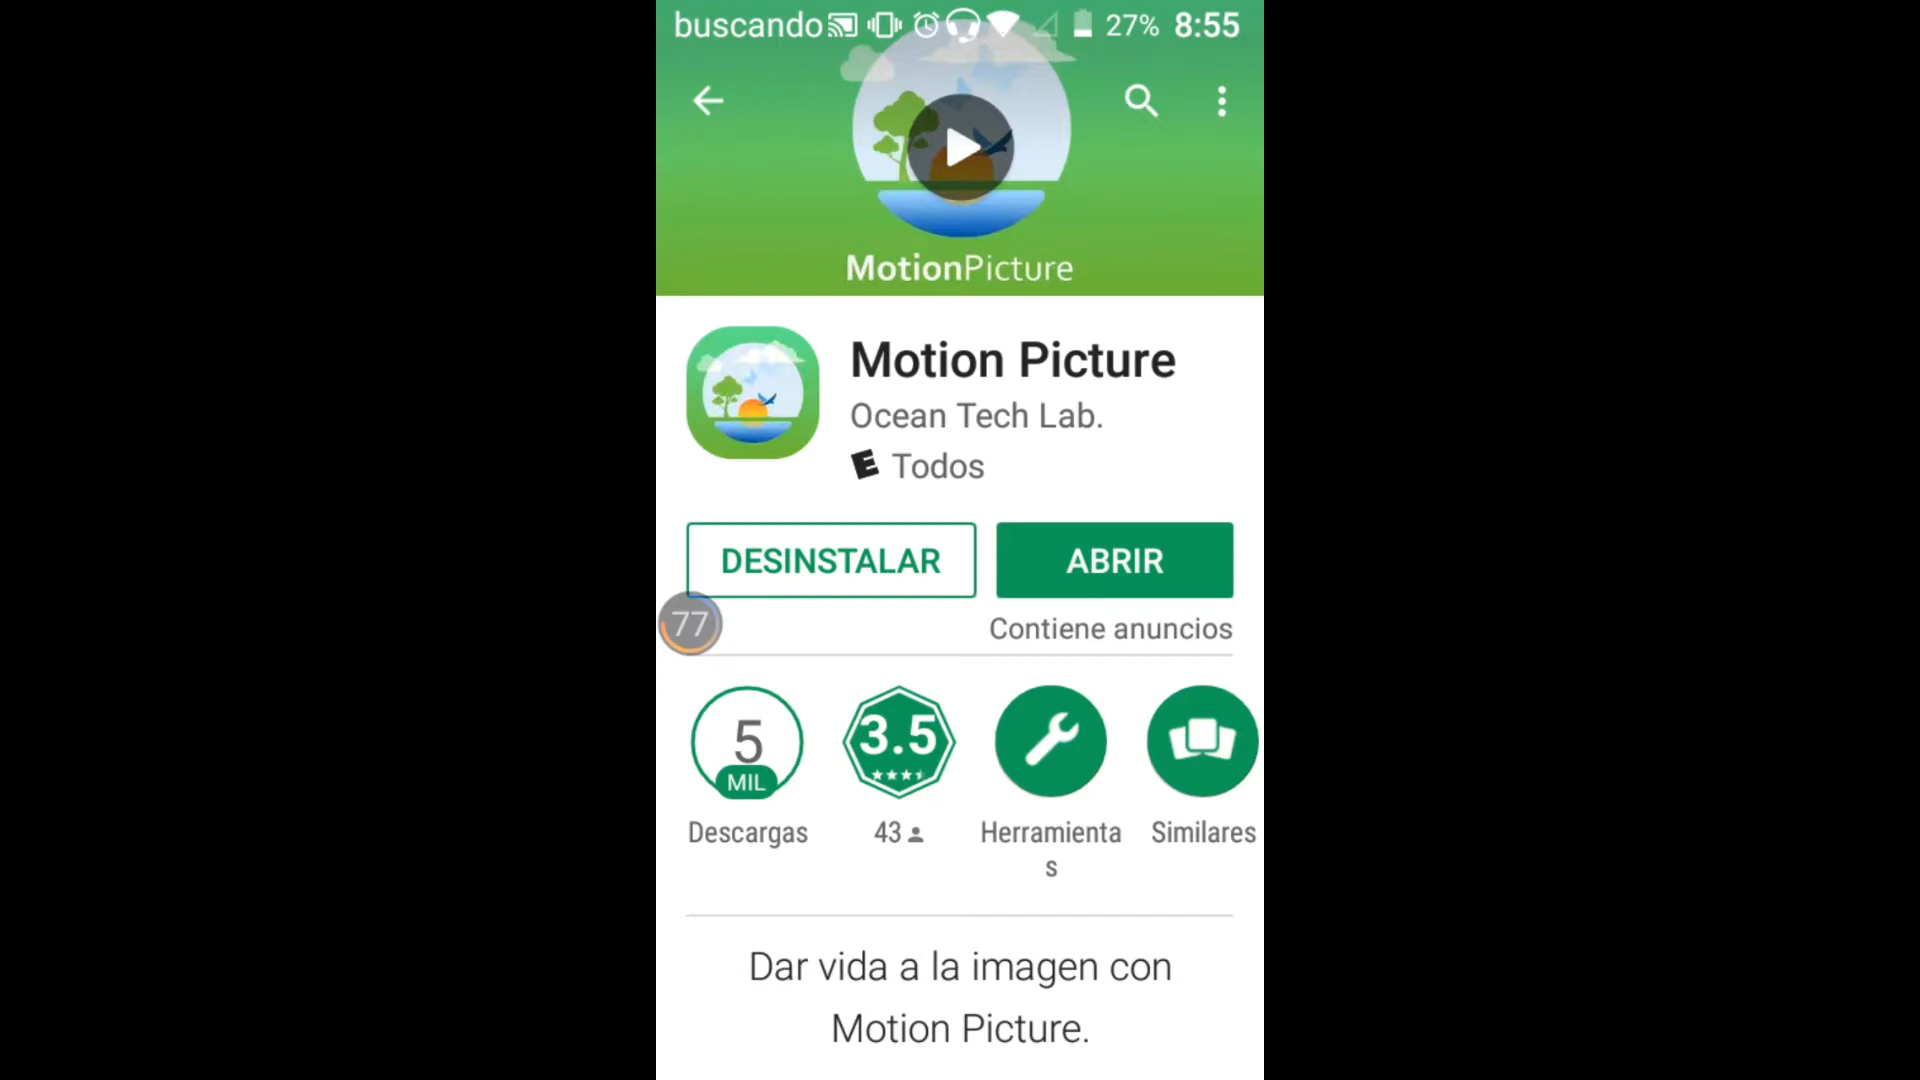 buscando 27% 8:55
MotionPicture
Motion Picture
Ocean Tech Lab.
E Todos
DESINSTALAR ABRIR
77
Contiene anuncios
5 3.5
MIL
Descargas 43 Herramienta Similares
s
Dar vida a la imagen con
Motion Picture.